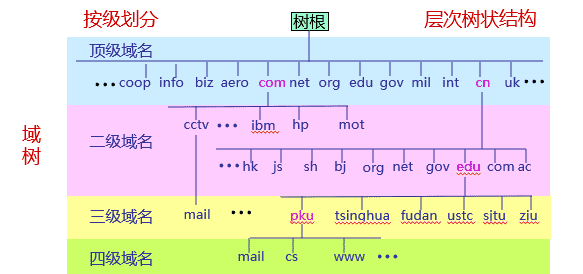 按级划分 树根 层次树状结构
顶级域名
••• coop info biz aero com net org edu gov mil int cn uk •••
cctv ••• ibm hp mot
二级域名
••• hk js sh bj org net gov edu com ac
域树
三级域名 mail ••• pku tsinghua fudan ustc sjtu zju
四级域名 mail cs www •••